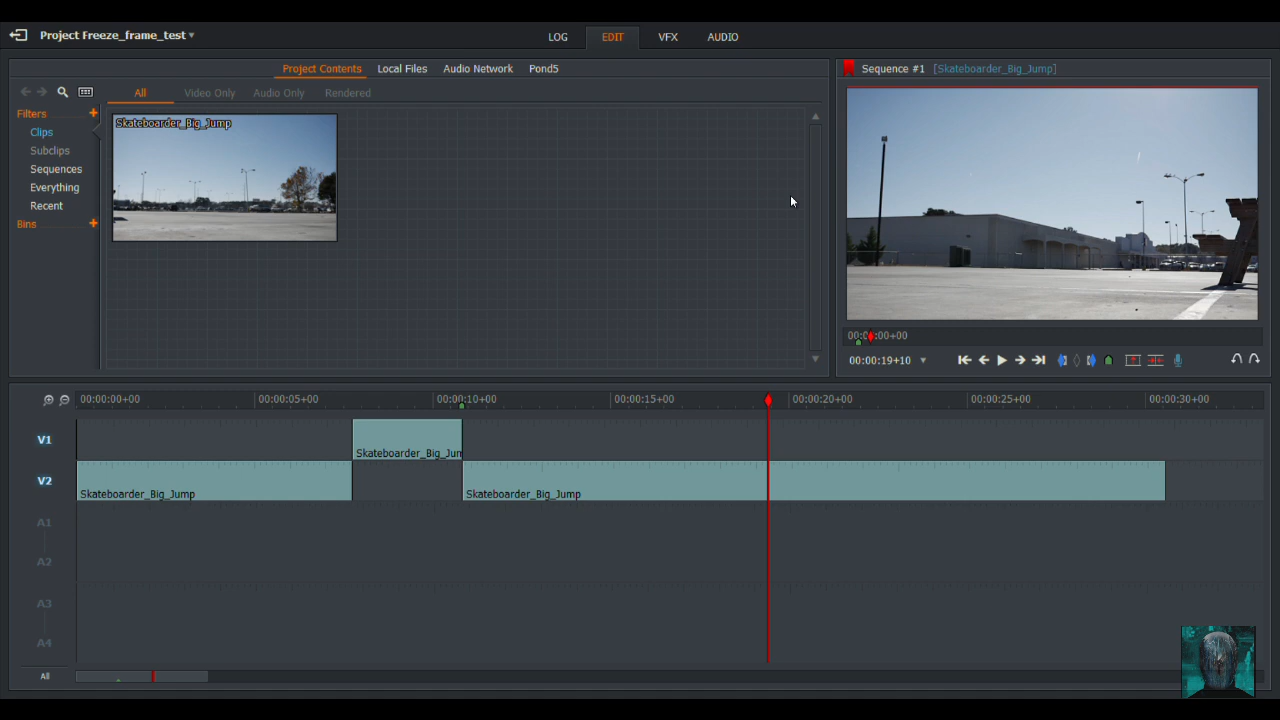 Project Freeze_frame_test
LOG EDIT VFX AUDIO
Project Contents Local Files Audio Network Pond5
All Video Only Audio Only Rendered
Filters +
Clips
Subclips
Sequences
Everything
Recent
Bins +
Skateboarder_Big_Jump
Sequence #1 [Skateboarder_Big_Jump]
00:00:00+00
00:00:19+10
00:00:00+00 00:00:05+00 00:00:10+00 00:00:15+00 00:00:20+00 00:00:25+00 00:00:30+00
V1
Skateboarder_Big_Jum
V2
Skateboarder_Big_Jump Skateboarder_Big_Jump
A1
A2
A3
A4
All